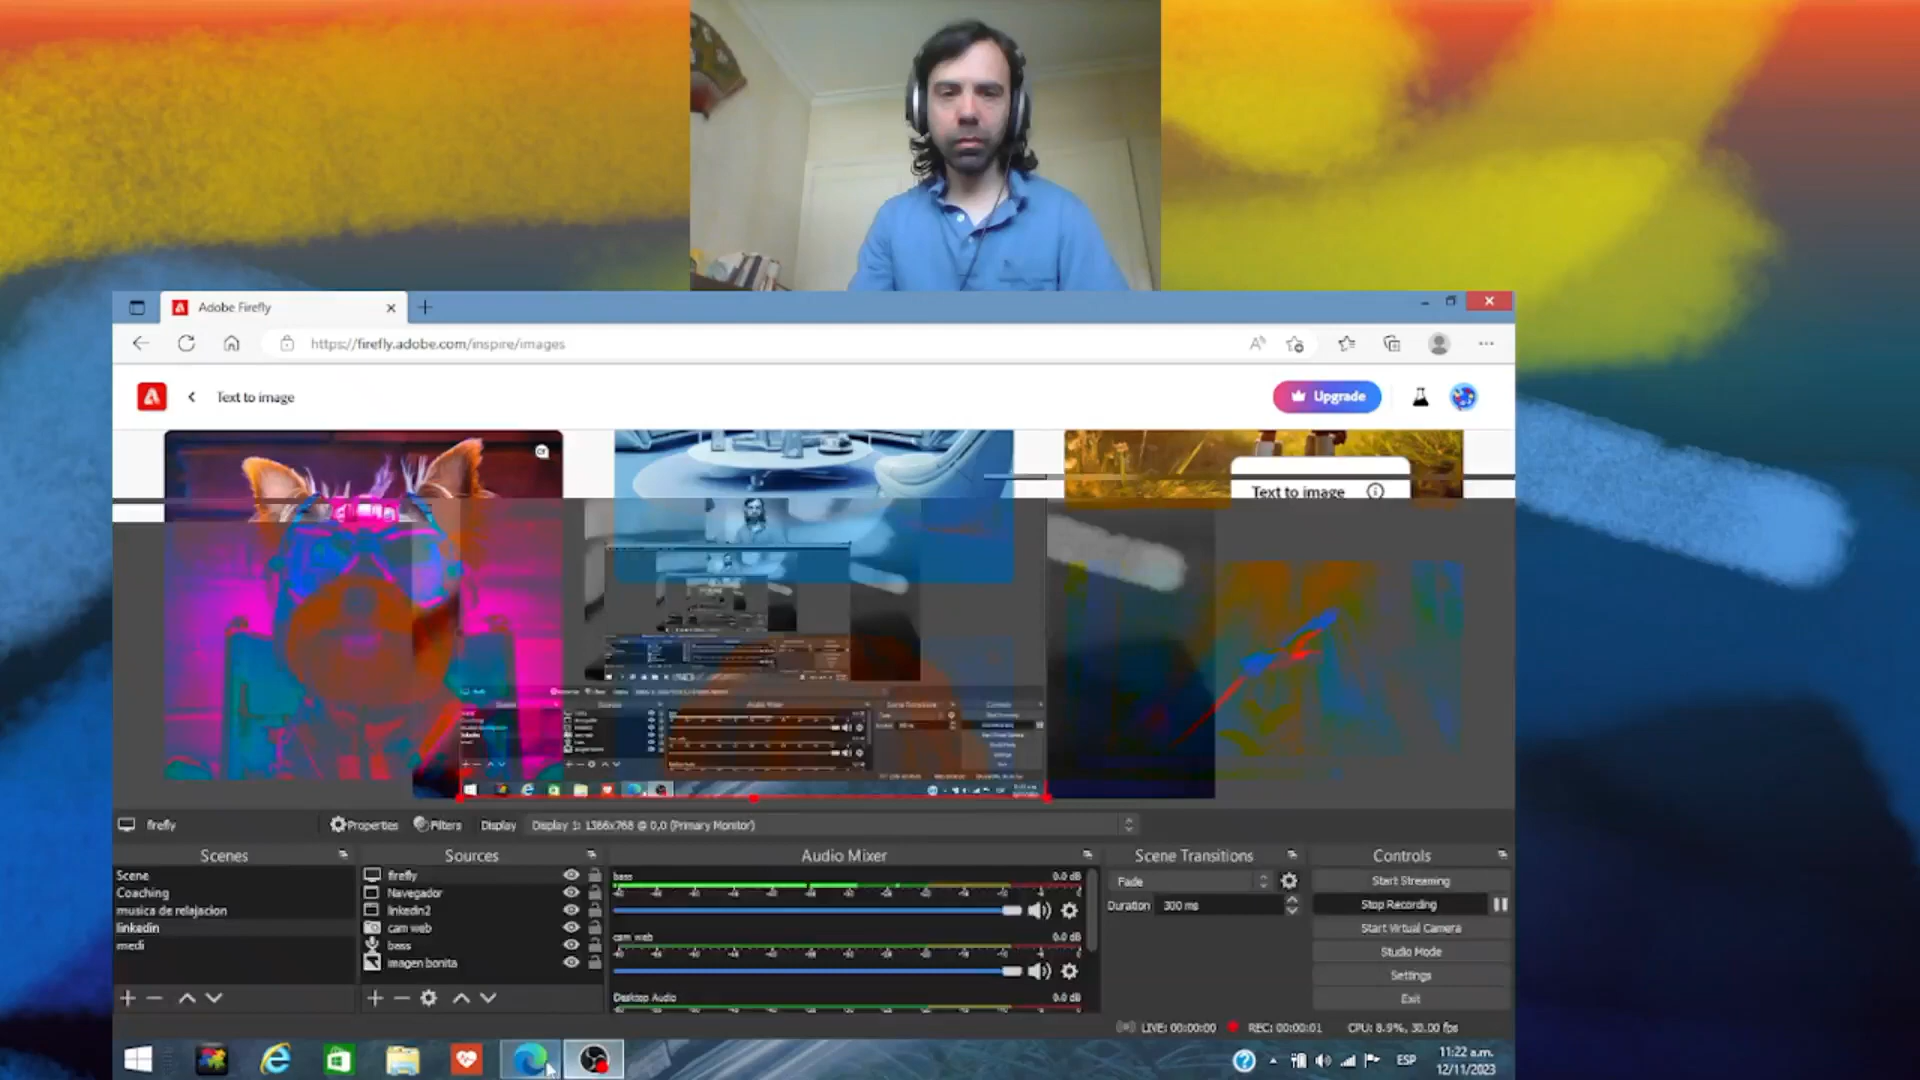 Adobe Firefly
https://firefly.adobe.com/inspire/images
Text to image
Upgrade
Text to image
firefly
Properties
Filters
Display
Display 1: 1366x768 @ 0,0 (Primary Monitor)
Scenes
Sources
Audio Mixer
Scene Transitions
Controls
Scene
Coaching
musica de relajacion
linkedin
medi
firefly
Navegador
linkedin2
cam web
bass
imagen bonita
bass
0.0 dB
cam web
0.0 dB
Desktop Audio
0.0 dB
Fade
Duration
300 ms
Start Streaming
Stop Recording
Start Virtual Camera
Studio Mode
Settings
Exit
LIVE: 00:00:00
REC: 00:00:01
CPU: 8.9%, 30.00 fps
ESP
11:22 a.m.
12/11/2023